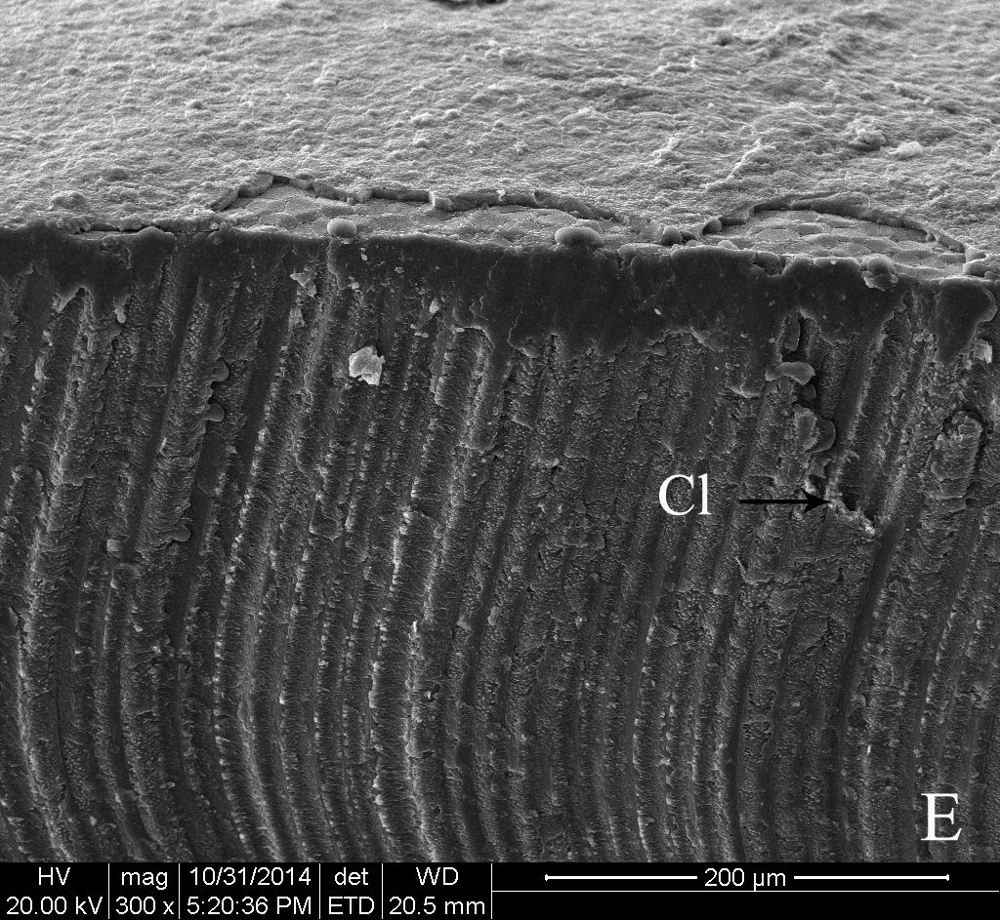 Cl
E
HV mag 10/31/2014 det WD 200 µm
20.00 kV 300 x 5:20:36 PM ETD 20.5 mm